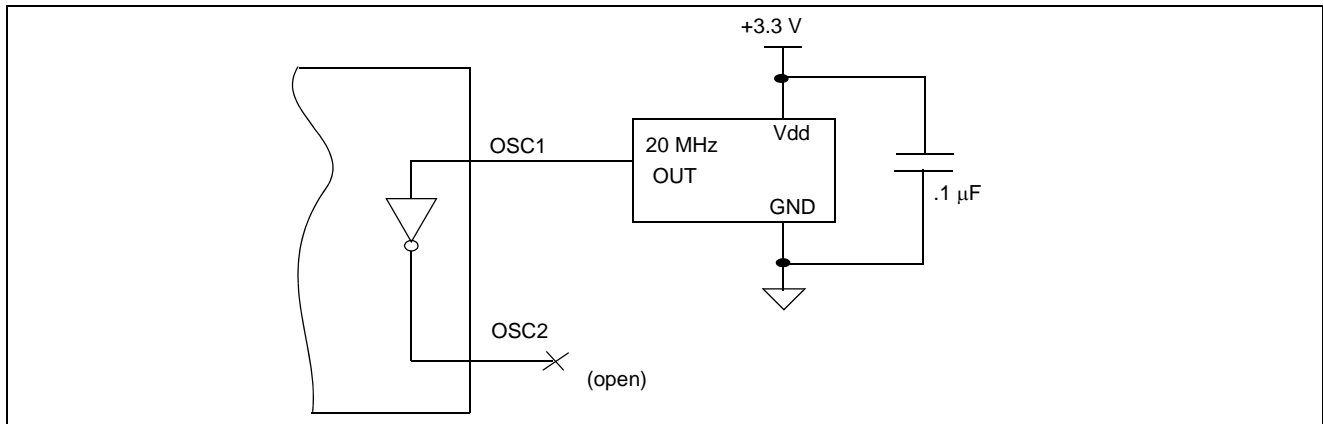 +3.3 V
Vdd
OSC1
20 MHz
OUT
.1 μF
GND
OSC2
(open)